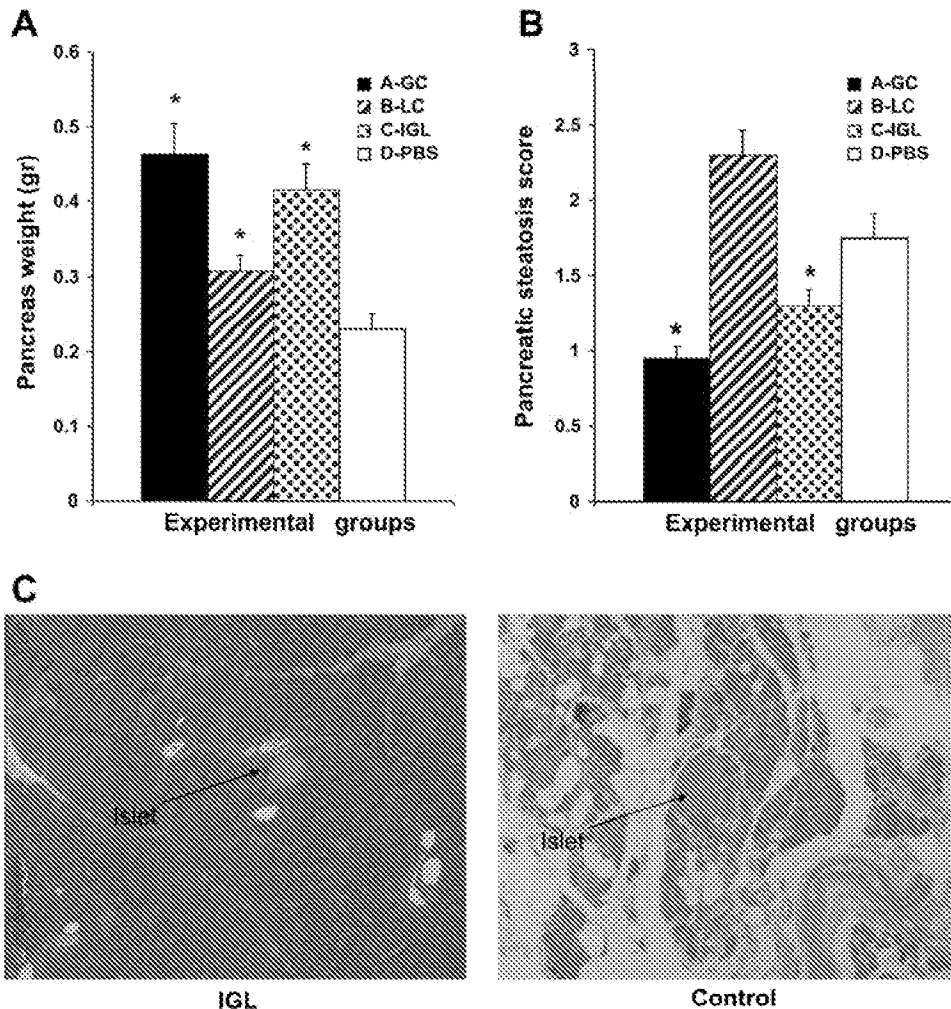 A
Pancreas weight (gr)
0.6
0.5
0.4
0.3
0.2
0.1
0
*
*
*
A-GC
B-LC
C-IGL
D-PBS
Experimental groups
B
Pancreatic steatosis score
3
2.5
2
1.5
1
0.5
0
*
*
A-GC
B-LC
C-IGL
D-PBS
Experimental groups
C
Islet
IGL
Islet
Control